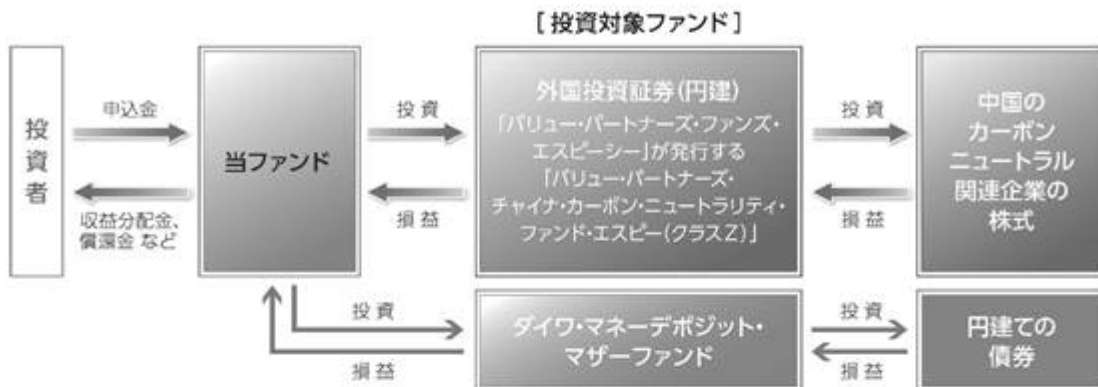 [投資対象ファンド]
投資者
申込金
収益分配金、
償還金 など
当ファンド
投資
損益
外国投資証券(円建)
「バリュー・パートナーズ・ファンズ・
エスピーシー」が発行する
「バリュー・パートナーズ・
チャイナ・カーボン・ニュートラリティ・
ファンド・エスピー(クラスZ)」
投資
損益
中国の
カーボン
ニュートラル
関連企業の
株式
投資
損益
ダイワ・マネーデポジット・
マザーファンド
投資
損益
円建ての
債券